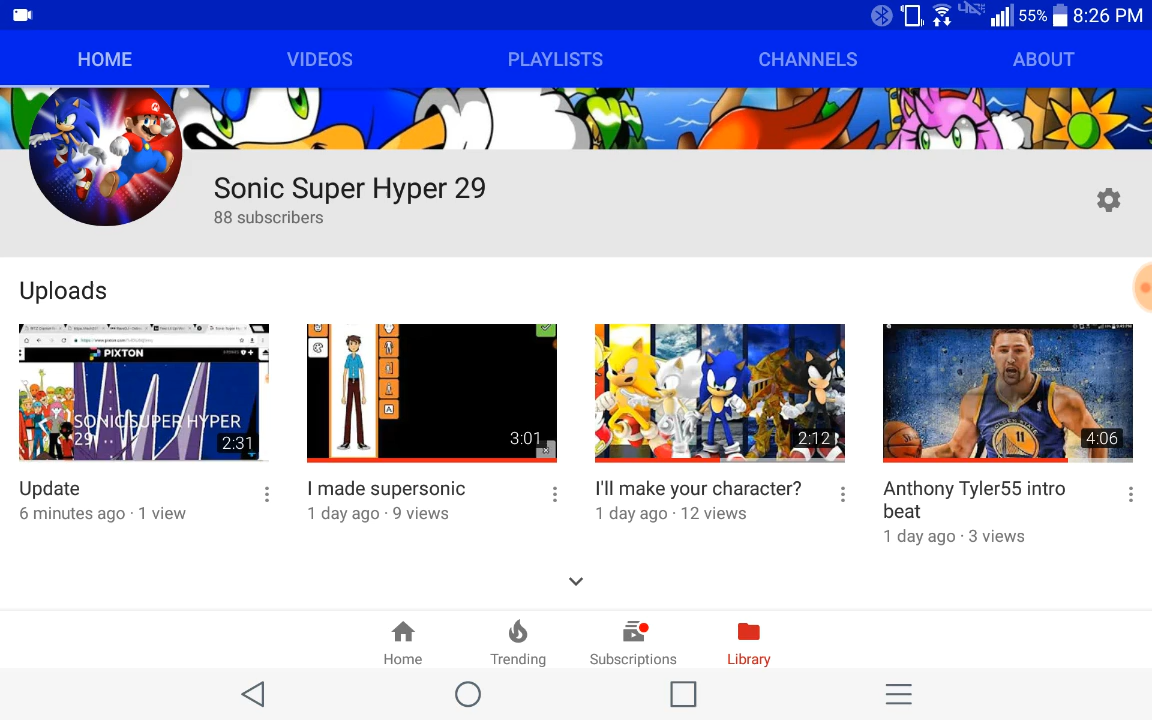 55% 8:26 PM
HOME VIDEOS PLAYLISTS CHANNELS ABOUT
Sonic Super Hyper 29
88 subscribers
Uploads
PIXTON
SONIC SUPER HYPER
29
2:31
3:01
2:12
11
4:06
Update
6 minutes ago · 1 view
I made supersonic
1 day ago · 9 views
I'll make your character?
1 day ago · 12 views
Anthony Tyler55 intro
beat
1 day ago · 3 views
Home Trending Subscriptions Library